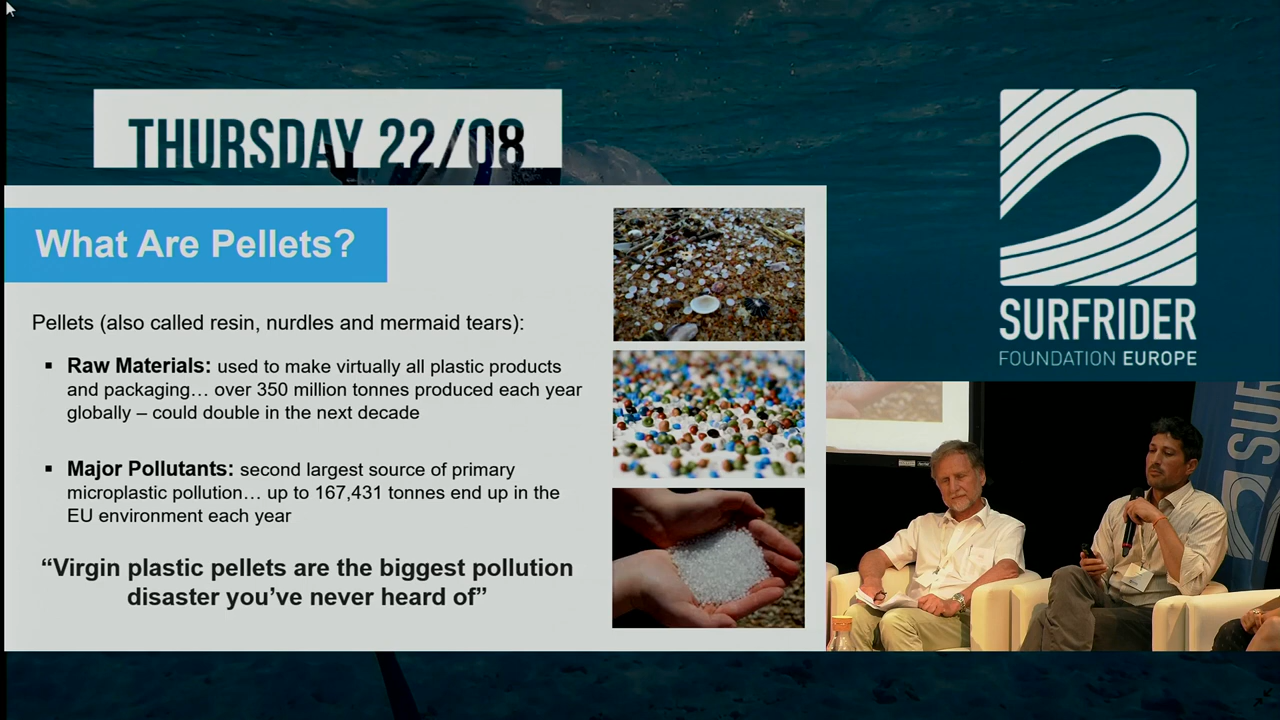 THURSDAY 22/08
What Are Pellets?
Pellets (also called resin, nurdles and mermaid tears):
▪ Raw Materials: used to make virtually all plastic products
and packaging… over 350 million tonnes produced each year
globally – could double in the next decade
▪ Major Pollutants: second largest source of primary
microplastic pollution… up to 167,431 tonnes end up in the
EU environment each year
“Virgin plastic pellets are the biggest pollution
disaster you’ve never heard of”
SURFRIDER
FOUNDATION EUROPE
SUR